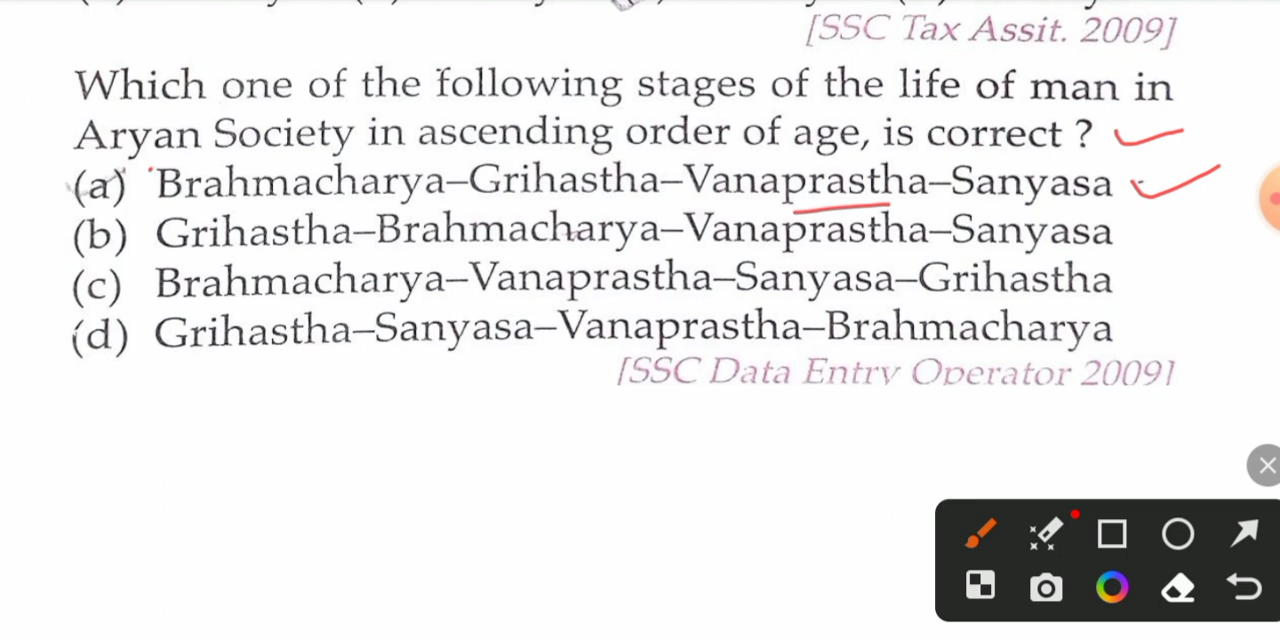 [SSC Tax Assit. 2009]
Which one of the following stages of the life of man in
Aryan Society in ascending order of age, is correct ?
(a) Brahmacharya–Grihastha–Vanaprastha–Sanyasa
(b) Grihastha–Brahmacharya–Vanaprastha–Sanyasa
(c) Brahmacharya–Vanaprastha–Sanyasa–Grihastha
(d) Grihastha–Sanyasa–Vanaprastha–Brahmacharya
[SSC Data Entry Operator 2009]